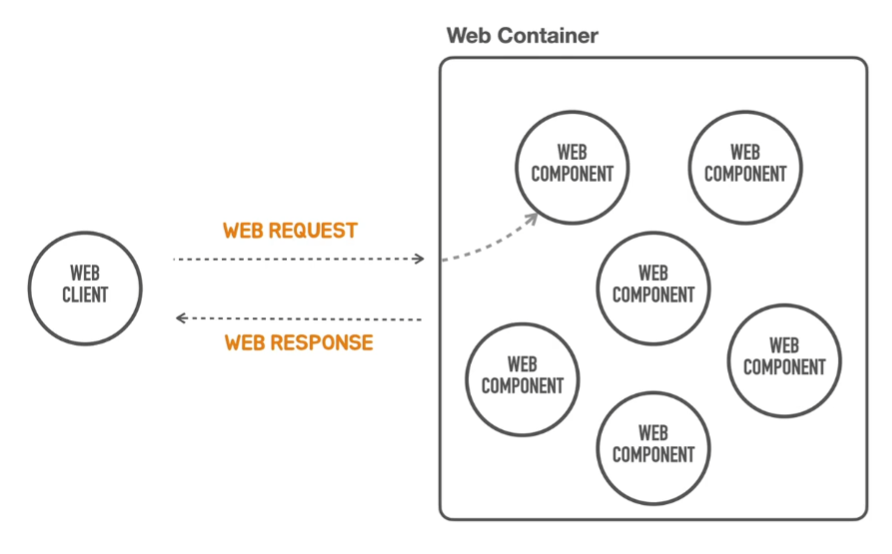 Web Container
WEB
COMPONENT
WEB
COMPONENT
WEB REQUEST
WEB
CLIENT
WEB
COMPONENT
WEB RESPONSE
WEB
COMPONENT
WEB
COMPONENT
WEB
COMPONENT